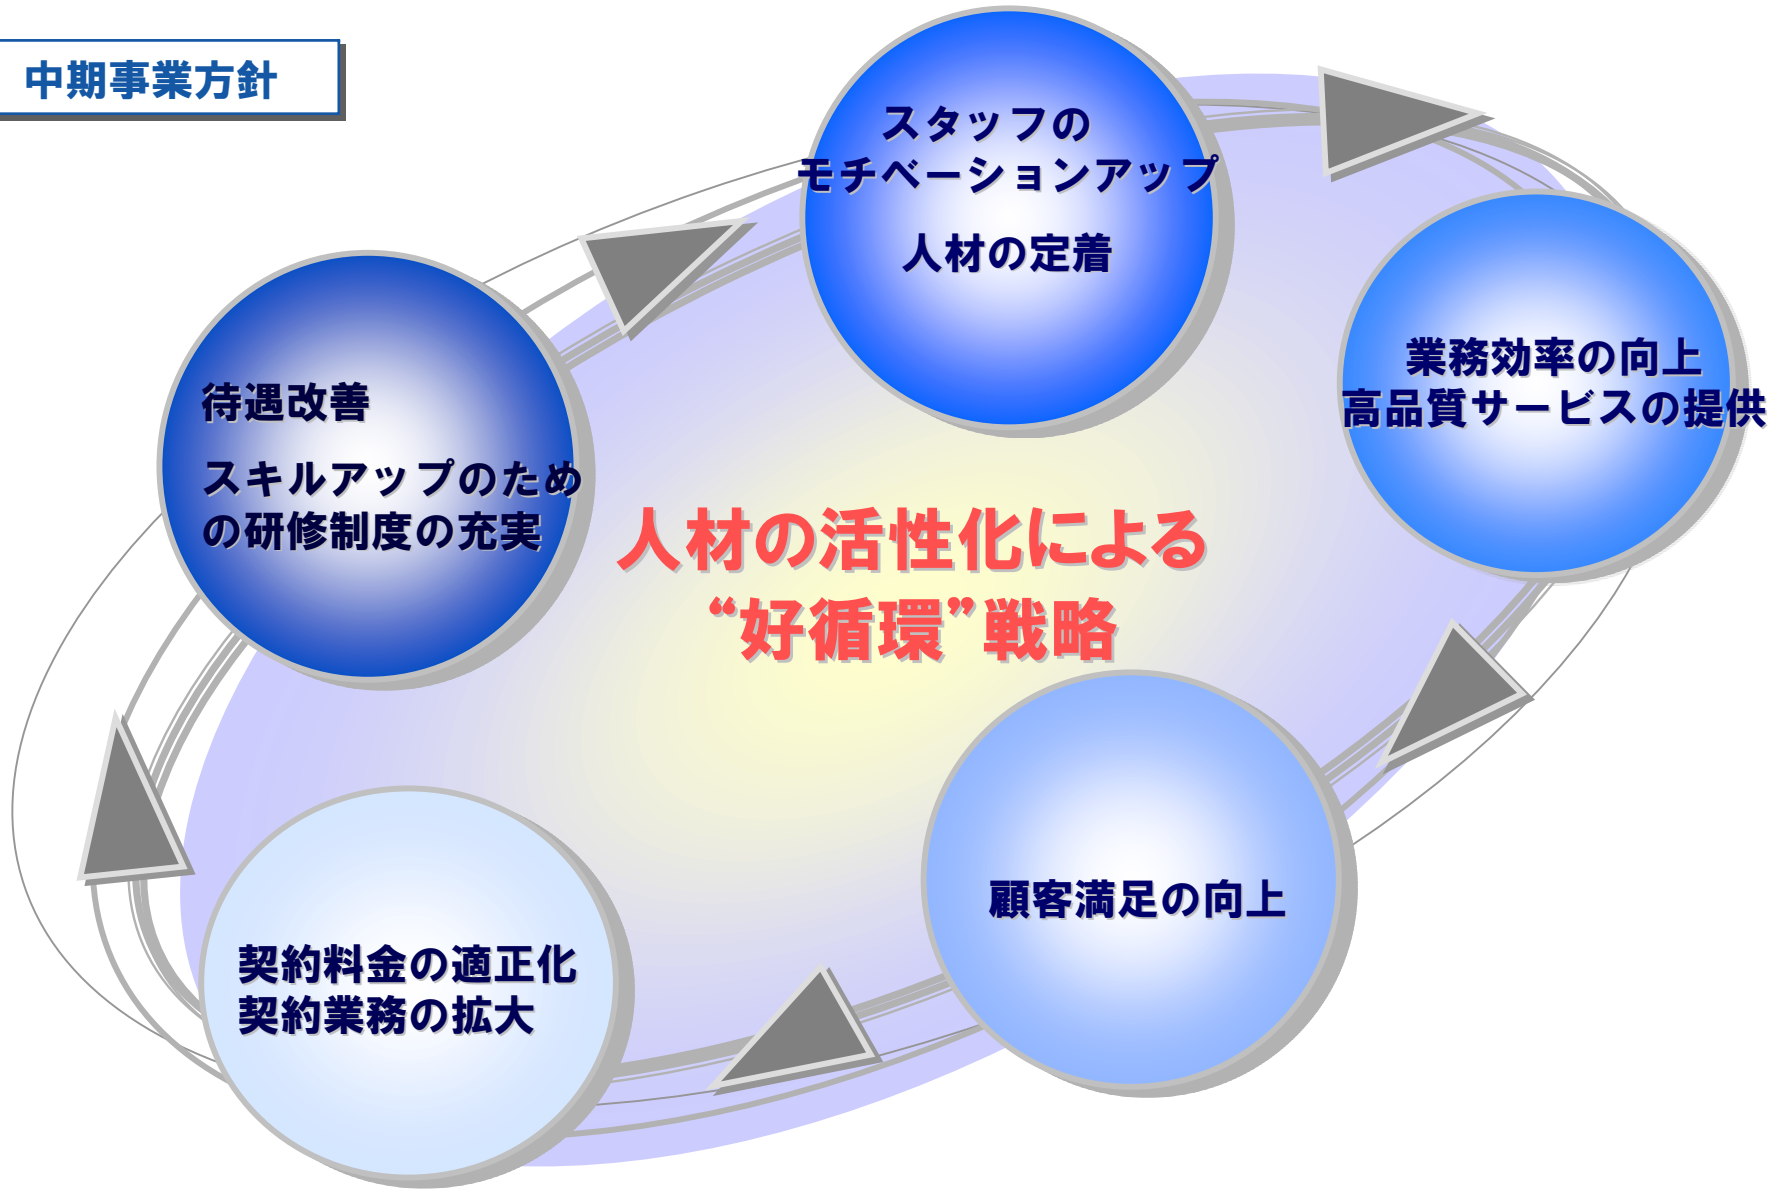 中期事業方針
スタッフの
モチベーションアップ
人材の定着
業務効率の向上
高品質サービスの提供
待遇改善
スキルアップのため
の研修制度の充実
人材の活性化による
“好循環”戦略
顧客満足の向上
契約料金の適正化
契約業務の拡大